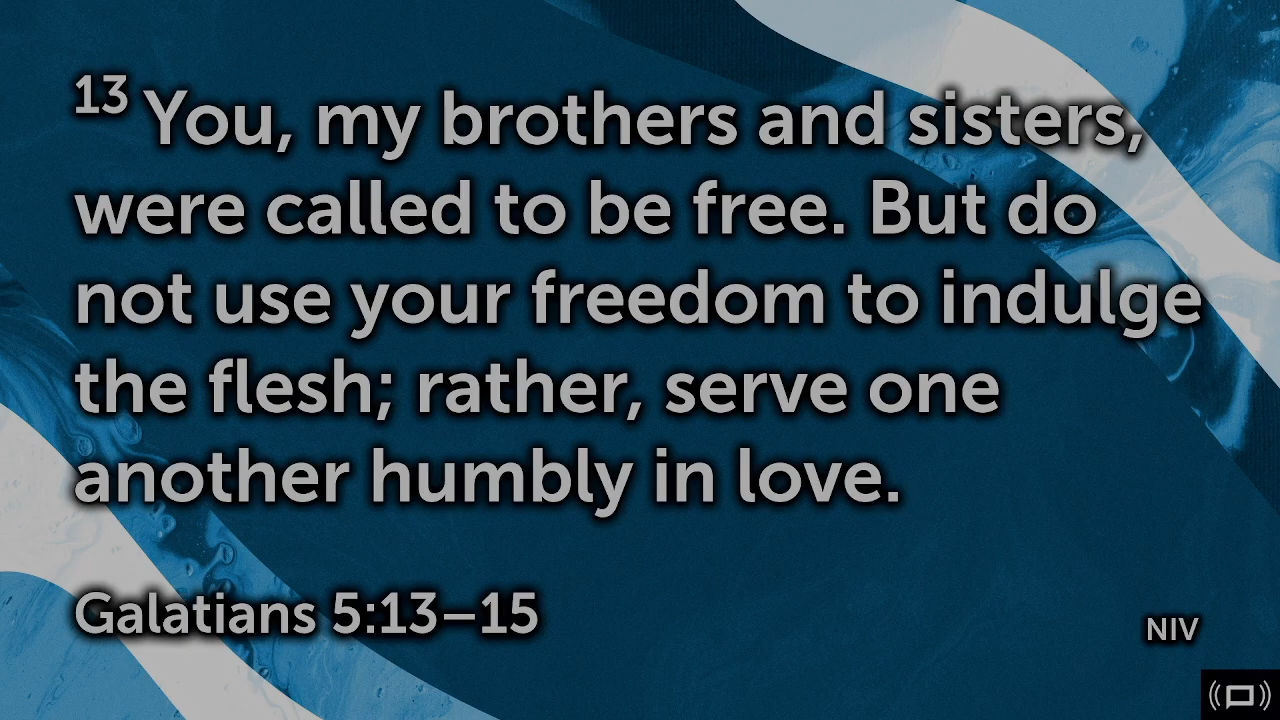 13 You, my brothers and sisters,
were called to be free. But do
not use your freedom to indulge
the flesh; rather, serve one
another humbly in love.
Galatians 5:13–15
NIV